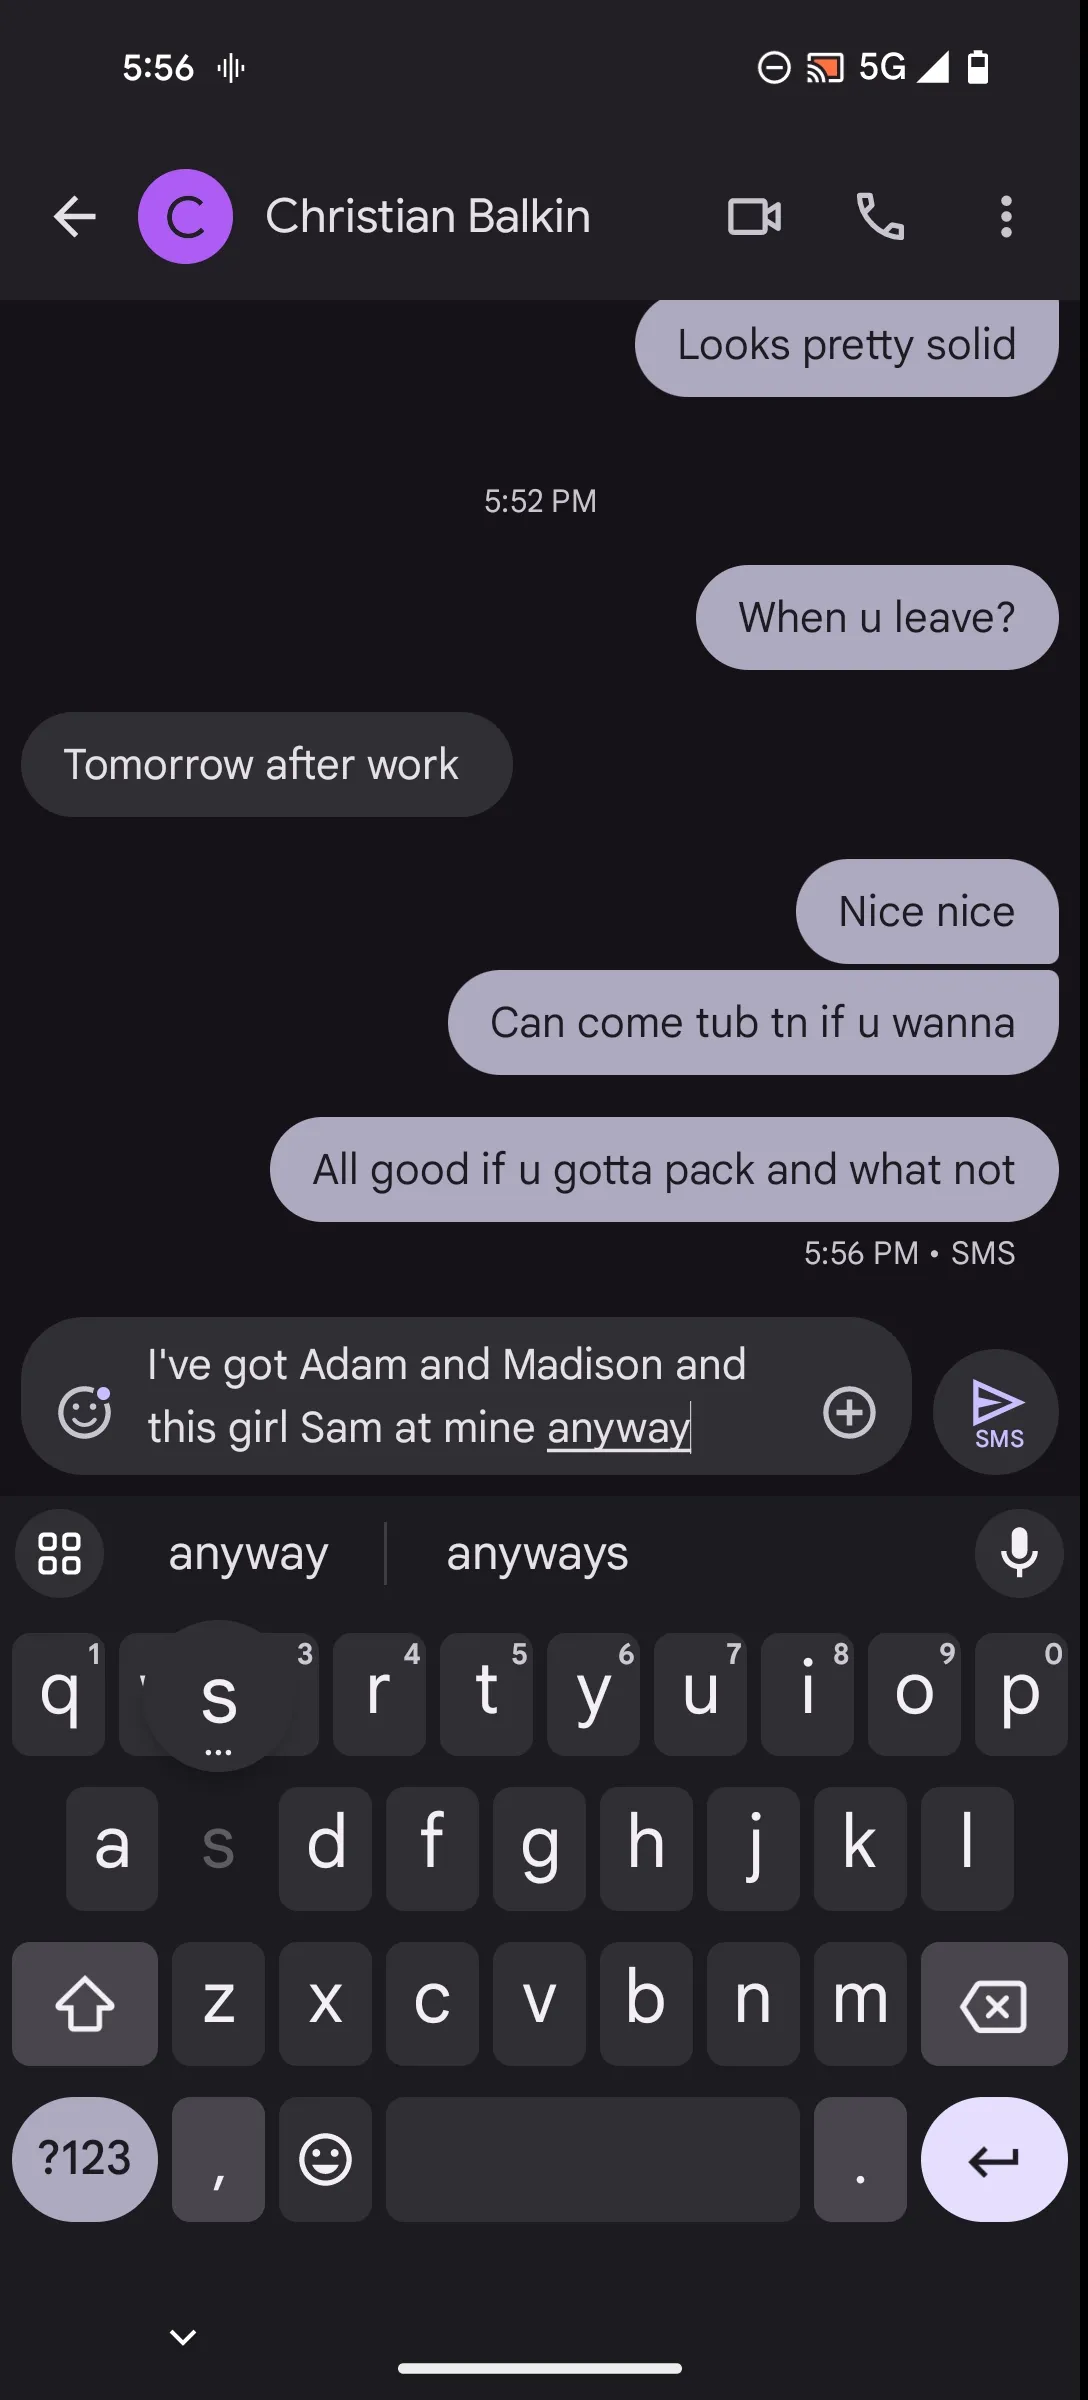 5:56 5G
C Christian Balkin
Looks pretty solid
5:52 PM
When u leave?
Tomorrow after work
Nice nice
Can come tub tn if u wanna
All good if u gotta pack and what not
5:56 PM • SMS
I've got Adam and Madison and
this girl Sam at mine anyway
SMS
anyway anyways
1 3 4 5 6 7 8 9 0
q s r t y u i o p
...
a s d f g h j k l
z x c v b n m
?123 , .